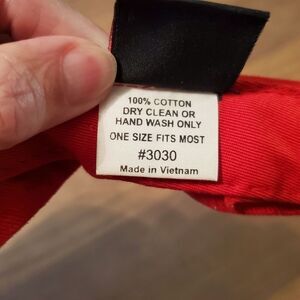 100% COTTON
DRY CLEAN OR
HAND WASH ONLY
ONE SIZE FITS MOST
#3030
Made in Vietnam